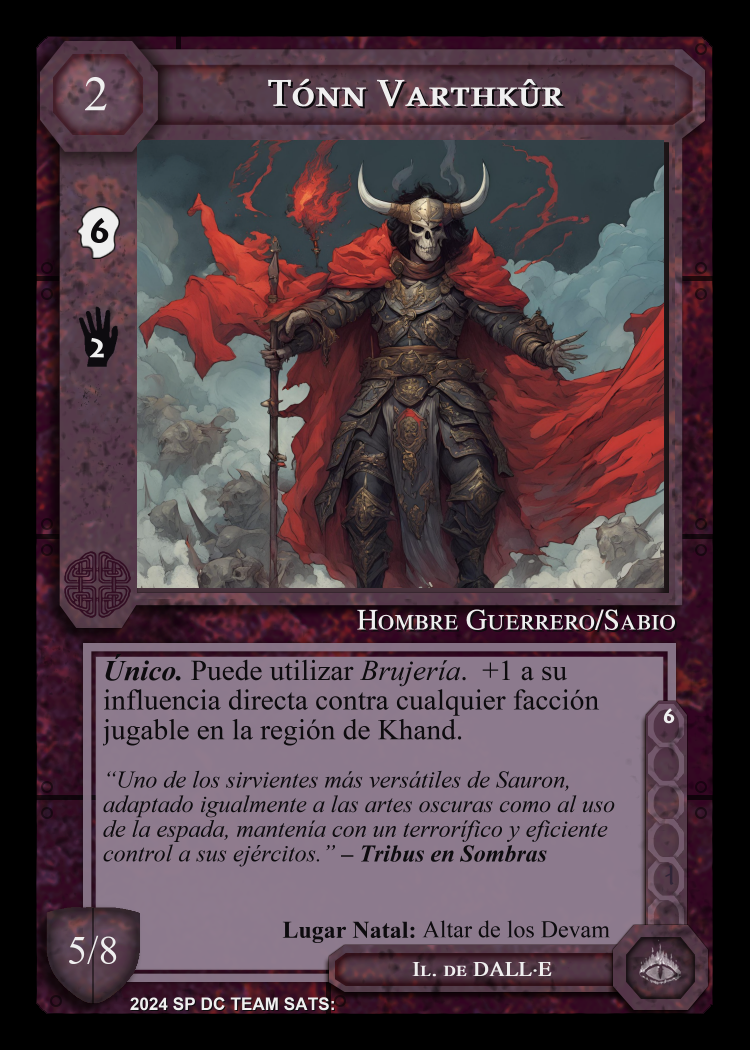 2
TÓNN VARTHKÛR
6
2
HOMBRE GUERRERO/SABIO
Único. Puede utilizar Brujería. +1 a su
influencia directa contra cualquier facción
jugable en la región de Khand.
6
“Uno de los sirvientes más versátiles de Sauron,
adaptado igualmente a las artes oscuras como al uso
de la espada, mantenía con un terrorífico y eficiente
control a sus ejércitos.” – Tribus en Sombras
Lugar Natal: Altar de los Devam
5/8
IL. DE DALL·E
2024 SP DC TEAM SATS: